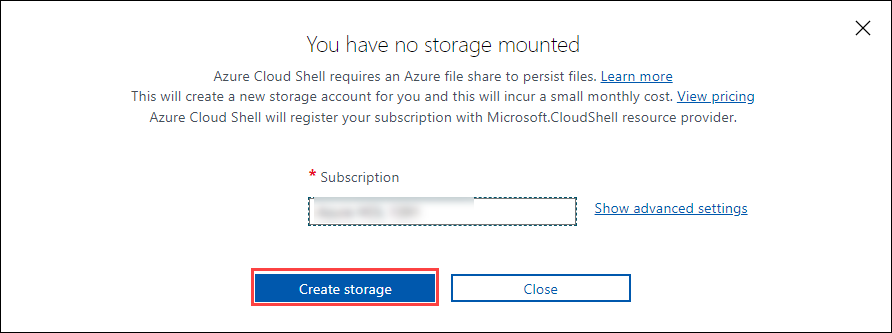 You have no storage mounted
Azure Cloud Shell requires an Azure file share to persist files. Learn more
This will create a new storage account for you and this will incur a small monthly cost. View pricing
Azure Cloud Shell will register your subscription with Microsoft.CloudShell resource provider.
* Subscription
Show advanced settings
Create storage
Close